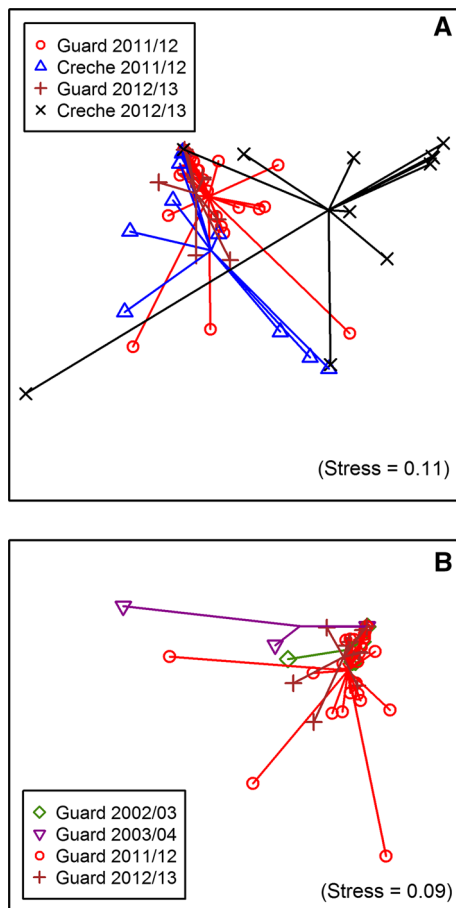 A
Guard 2011/12
Creche 2011/12
Guard 2012/13
Creche 2012/13
(Stress = 0.11)
B
Guard 2002/03
Guard 2003/04
Guard 2011/12
Guard 2012/13
(Stress = 0.09)